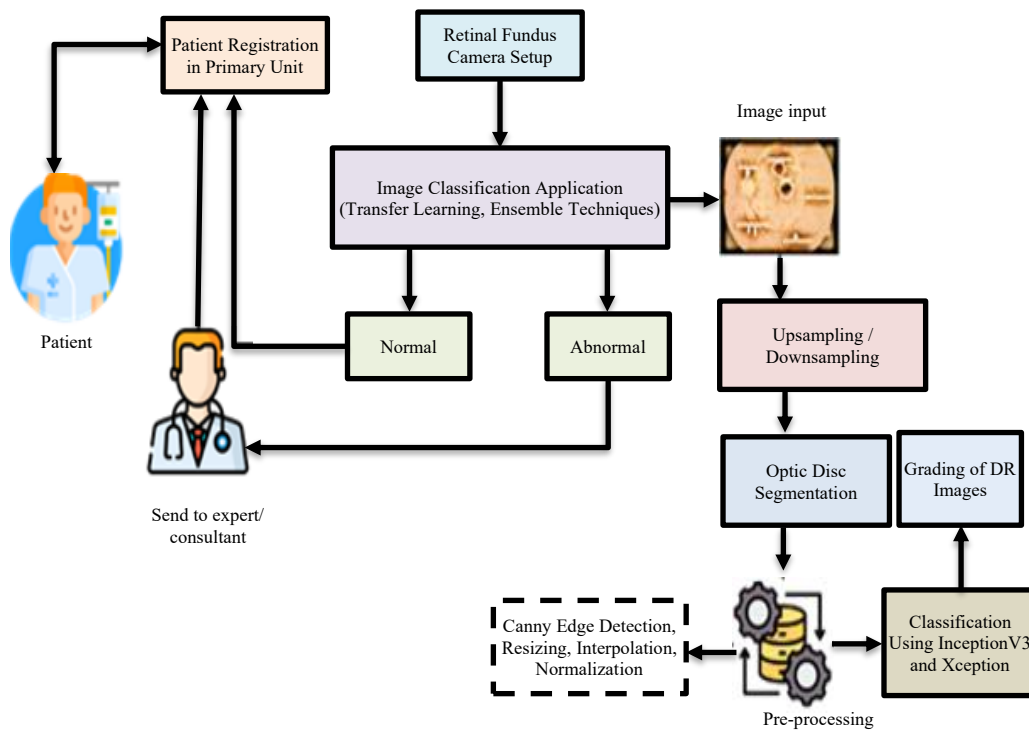 Patient Registration
in Primary Unit
Retinal Fundus
Camera Setup
Image input
Image Classification Application
(Transfer Learning, Ensemble Techniques)
Patient
Normal
Abnormal
Upsampling /
Downsampling
Optic Disc
Segmentation
Grading of DR
Images
Send to expert/
consultant
Canny Edge Detection,
Resizing, Interpolation,
Normalization
Classification
Using InceptionV3
and Xception
Pre-processing